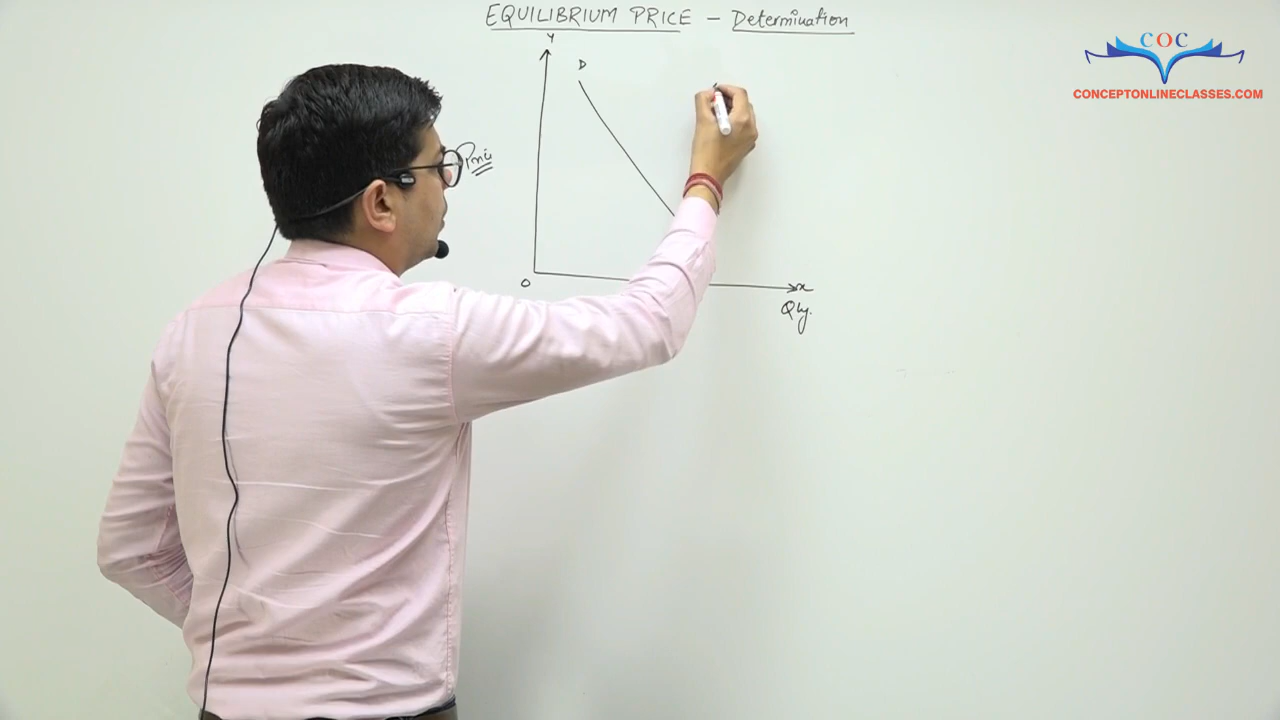 EQUILIBRIUM PRICE – Determination
COC
CONCEPTONLINECLASSES.COM
Y
D
O
x
Qty.